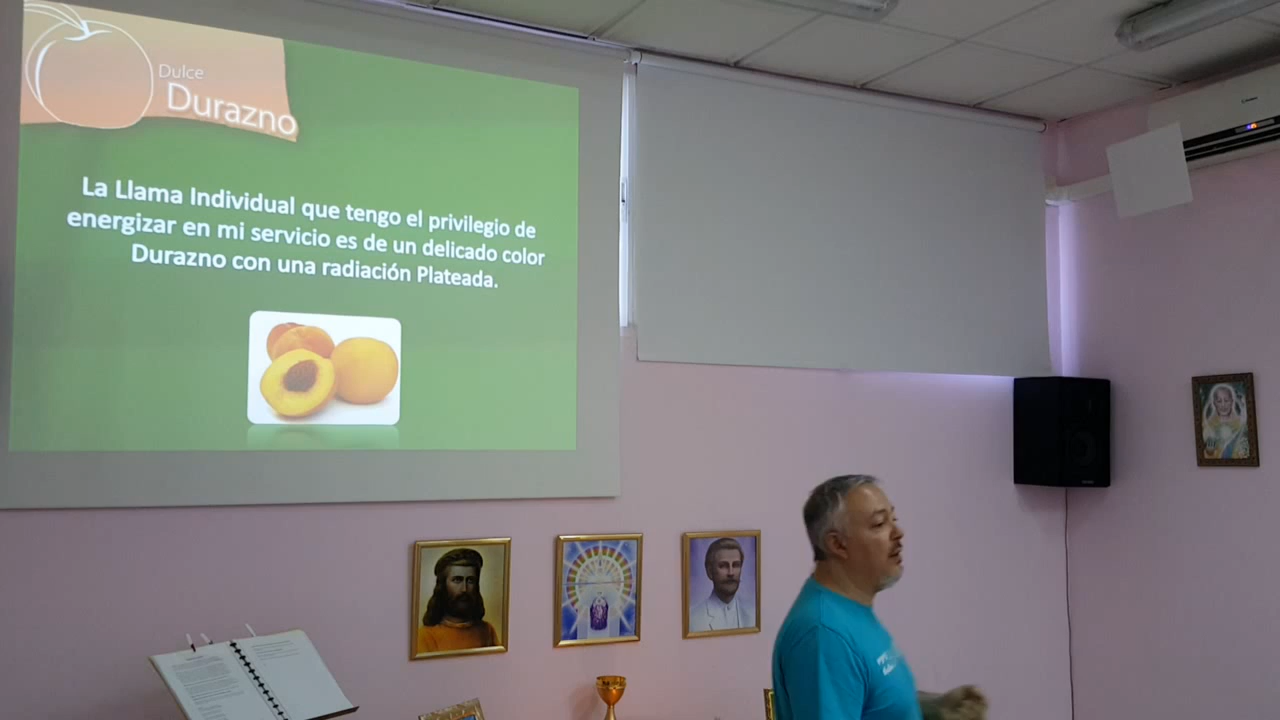 Dulce
Durazno
La Llama Individual que tengo el privilegio de
energizar en mi servicio es de un delicado color
Durazno con una radiación Plateada.